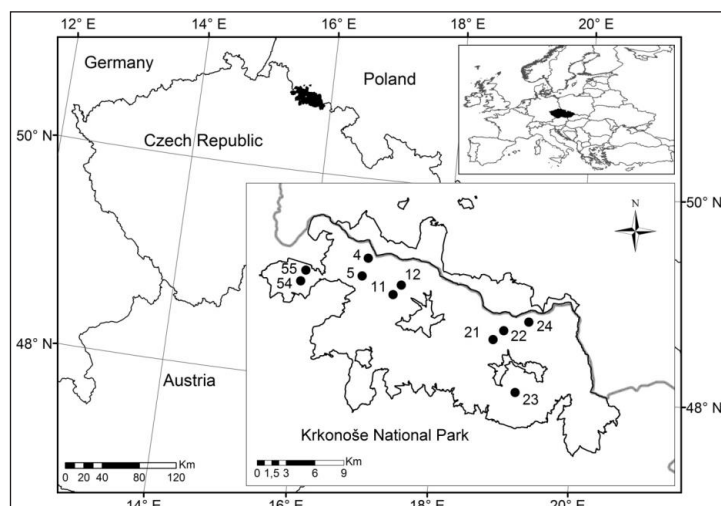 12° E
14° E
16° E
18° E
20° E
Germany
Poland
50° N
Czech Republic
50° N
N
4
55
5
12
54
11
24
22
21
48° N
Austria
23
48° N
Krkonoše National Park
Km
0 20 40 80 120
Km
0 1,5 3 6 9
14° E
16° E
18° E
20° E